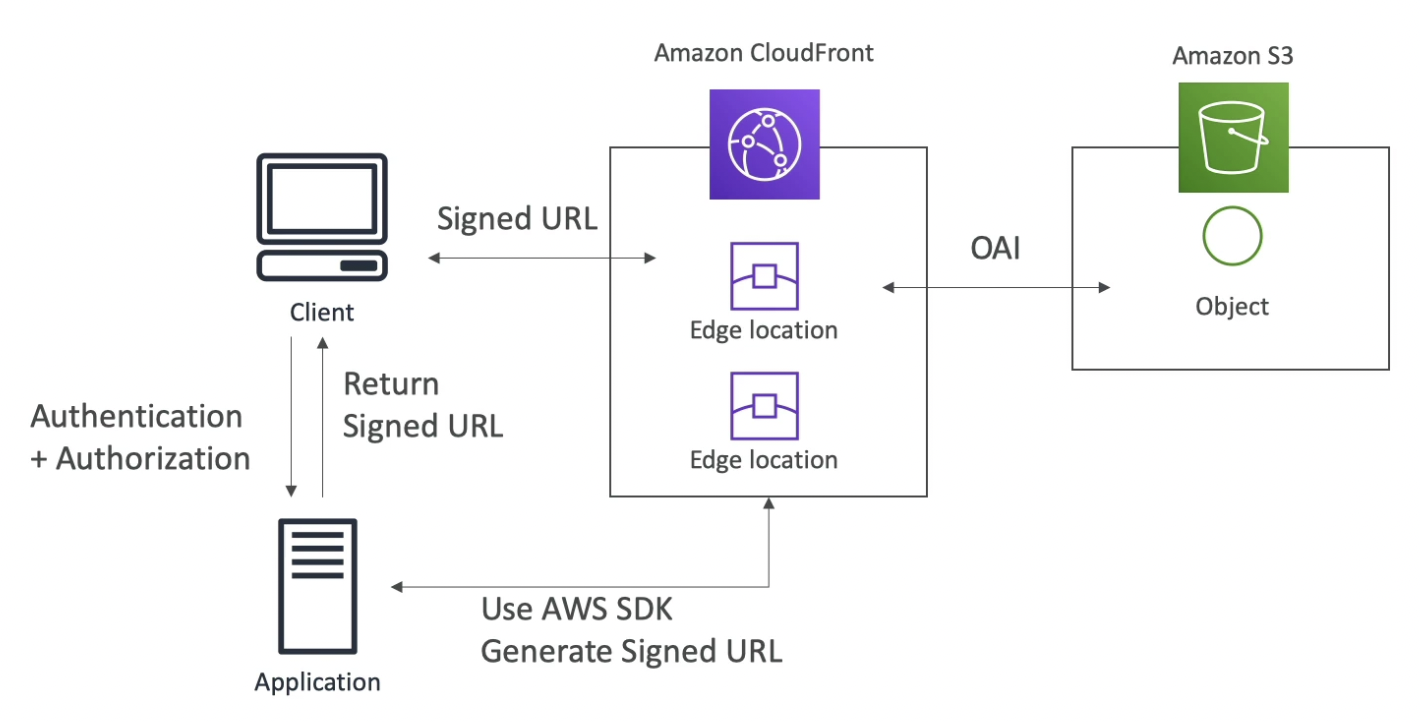 Amazon CloudFront
Amazon S3
Signed URL
OAI
Client
Edge location
Object
Return
Signed URL
Authentication
+ Authorization
Edge location
Use AWS SDK
Generate Signed URL
Application